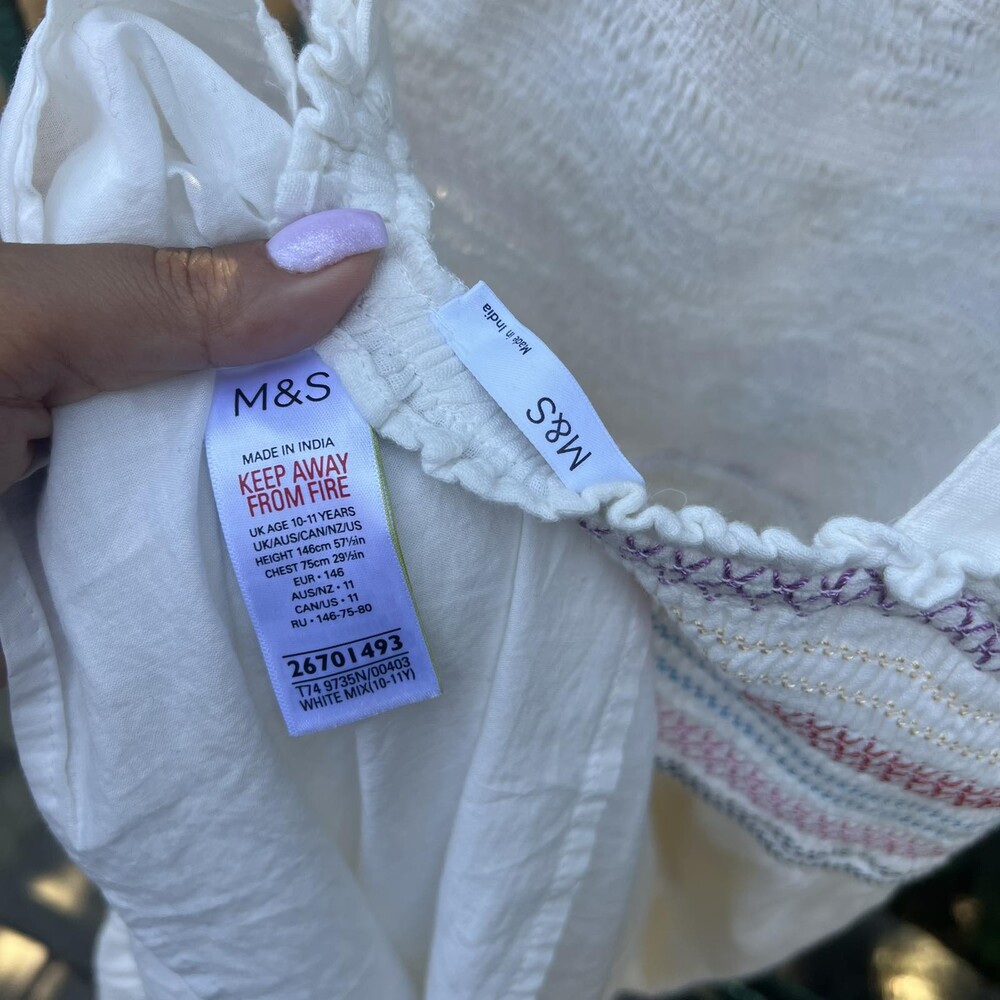 M&S
MADE IN INDIA
KEEP AWAY
FROM FIRE
UK AGE 10-11 YEARS
UK/AUS/CAN/NZ/US
HEIGHT 146cm 57½in
CHEST 75cm 29½in
EUR • 146
AUS/NZ • 11
CAN/US • 11
RU • 146-75-80
26701493
T74 9735N/00403
WHITE MIX(10-11Y)
M&S
Made in India